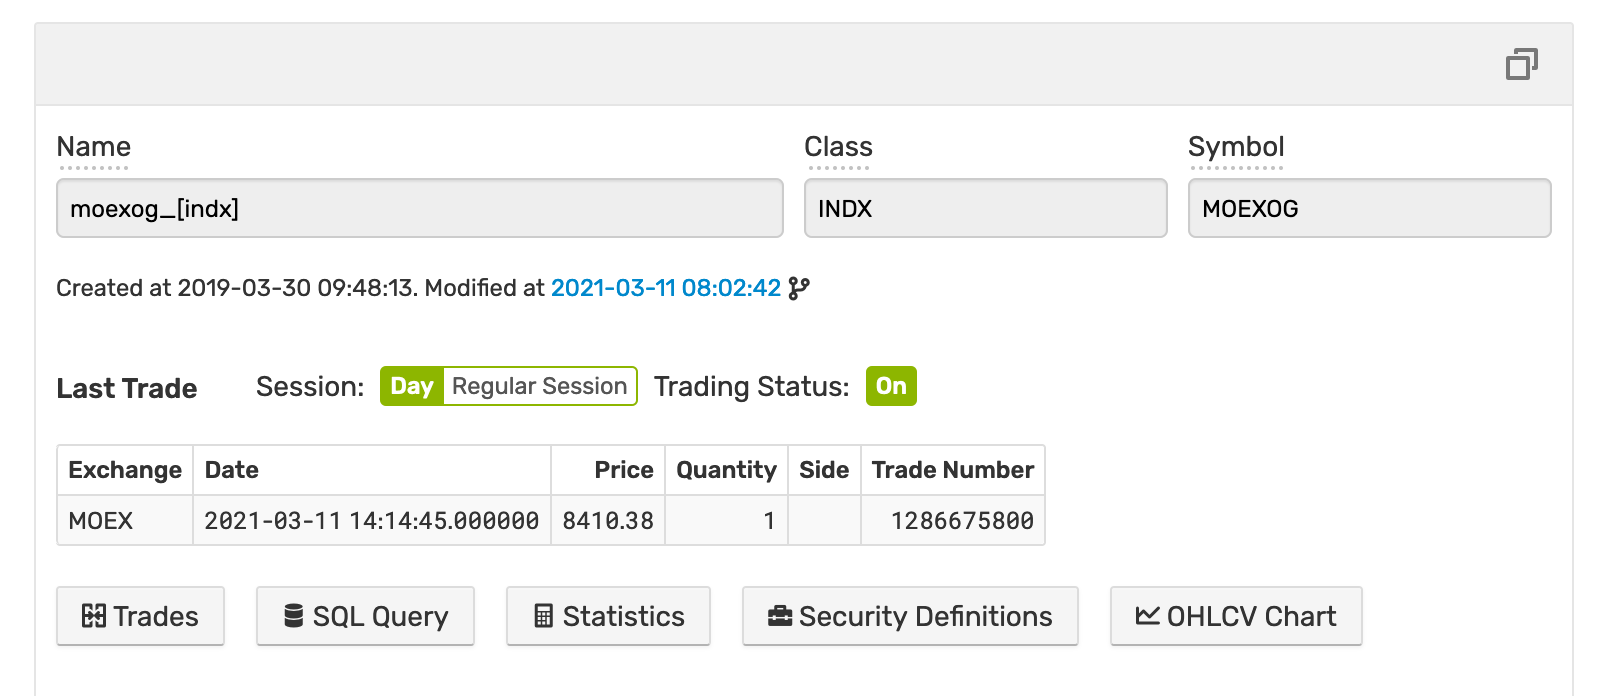 Name Class Symbol
moexog_[indx] INDX MOEXOG
Created at 2019-03-30 09:48:13. Modified at 2021-03-11 08:02:42
Last Trade Session: Day Regular Session Trading Status: On
Exchange Date Price Quantity Side Trade Number
MOEX 2021-03-11 14:14:45.000000 8410.38 1 1286675800
Trades SQL Query Statistics Security Definitions OHLCV Chart